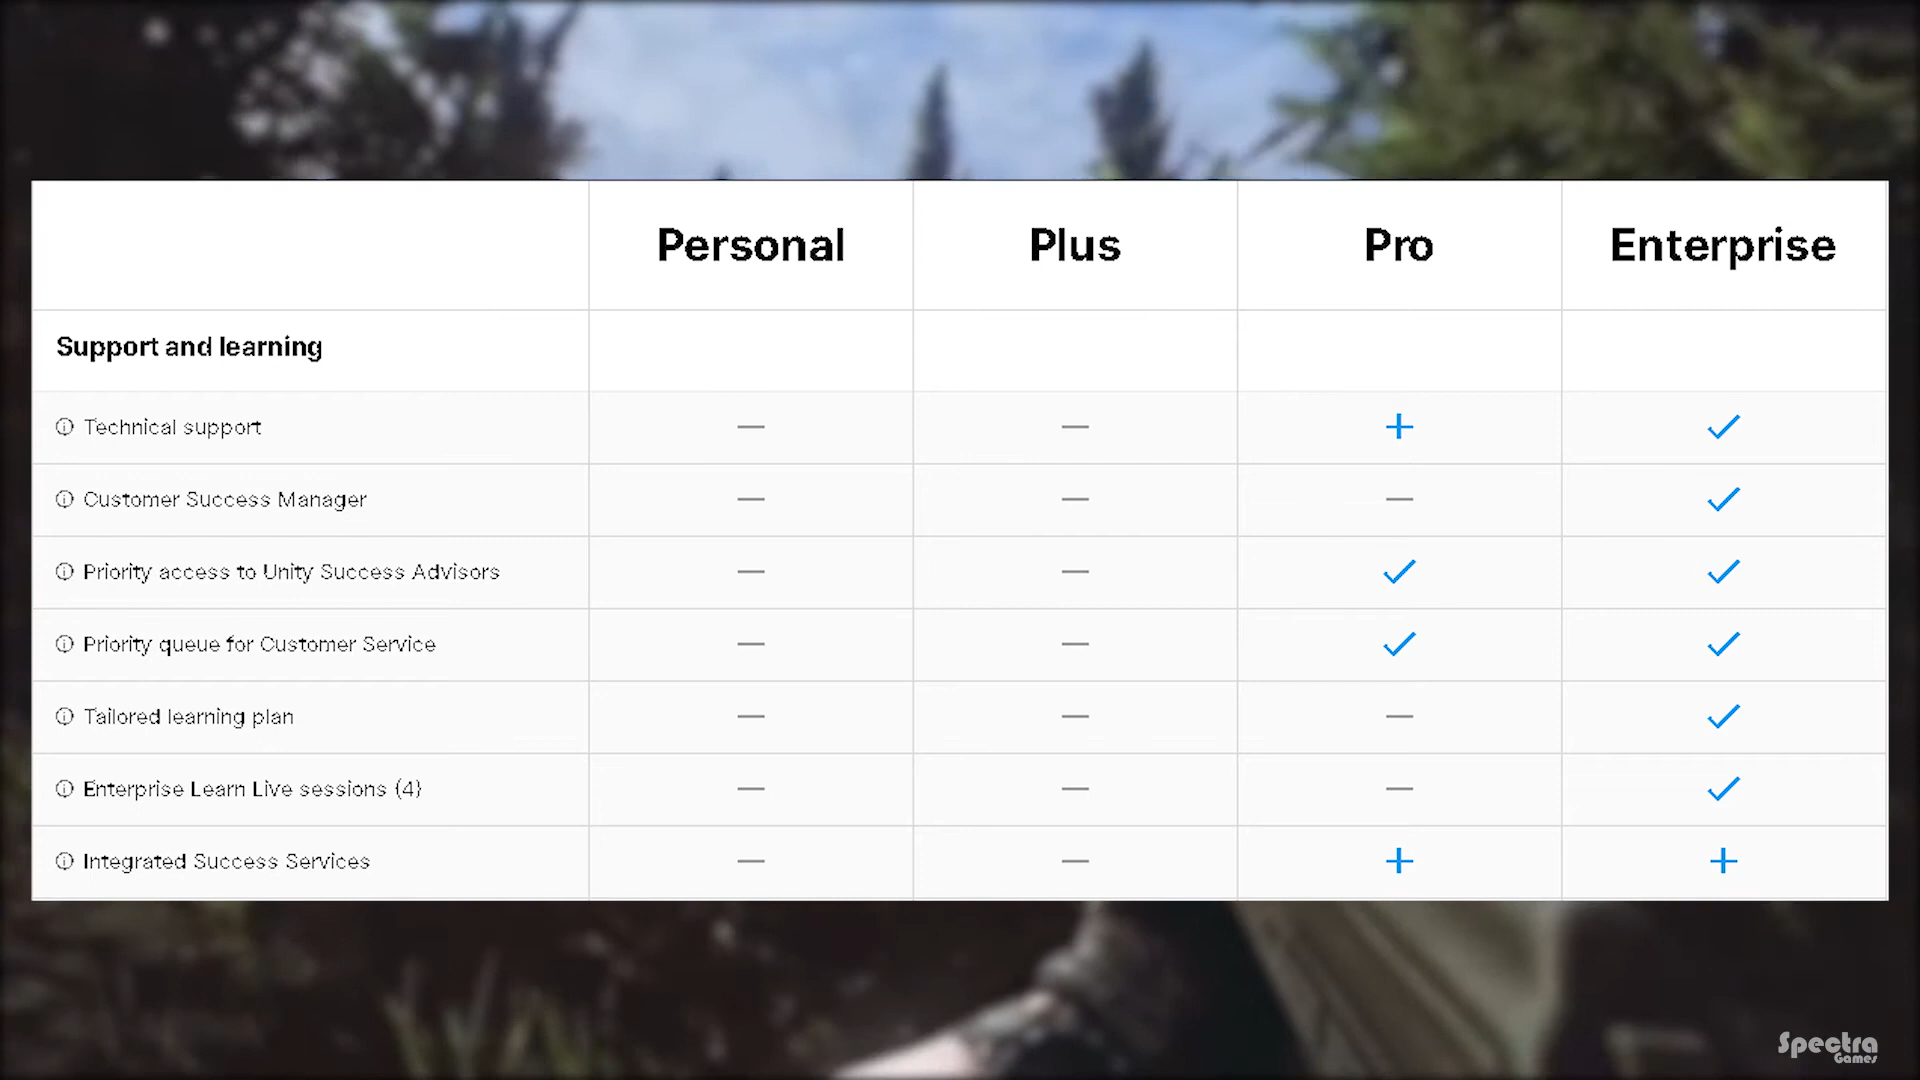 Personal Plus Pro Enterprise
Support and learning
Technical support — — + ✓
Customer Success Manager — — — ✓
Priority access to Unity Success Advisors — — ✓ ✓
Priority queue for Customer Service — — ✓ ✓
Tailored learning plan — — — ✓
Enterprise Learn Live sessions (4) — — — ✓
Integrated Success Services — — + +
Spectra
Games